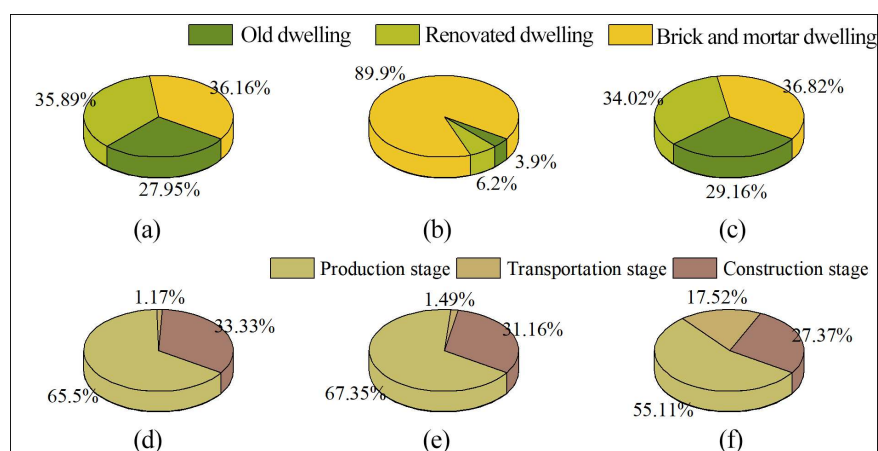 Old dwelling Renovated dwelling Brick and mortar dwelling
35.89% 36.16% 27.95%
89.9% 3.9% 6.2%
34.02% 36.82% 29.16%
(a) (b) (c)
Production stage Transportation stage Construction stage
1.17% 33.33% 65.5%
1.49% 31.16% 67.35%
17.52% 27.37% 55.11%
(d) (e) (f)